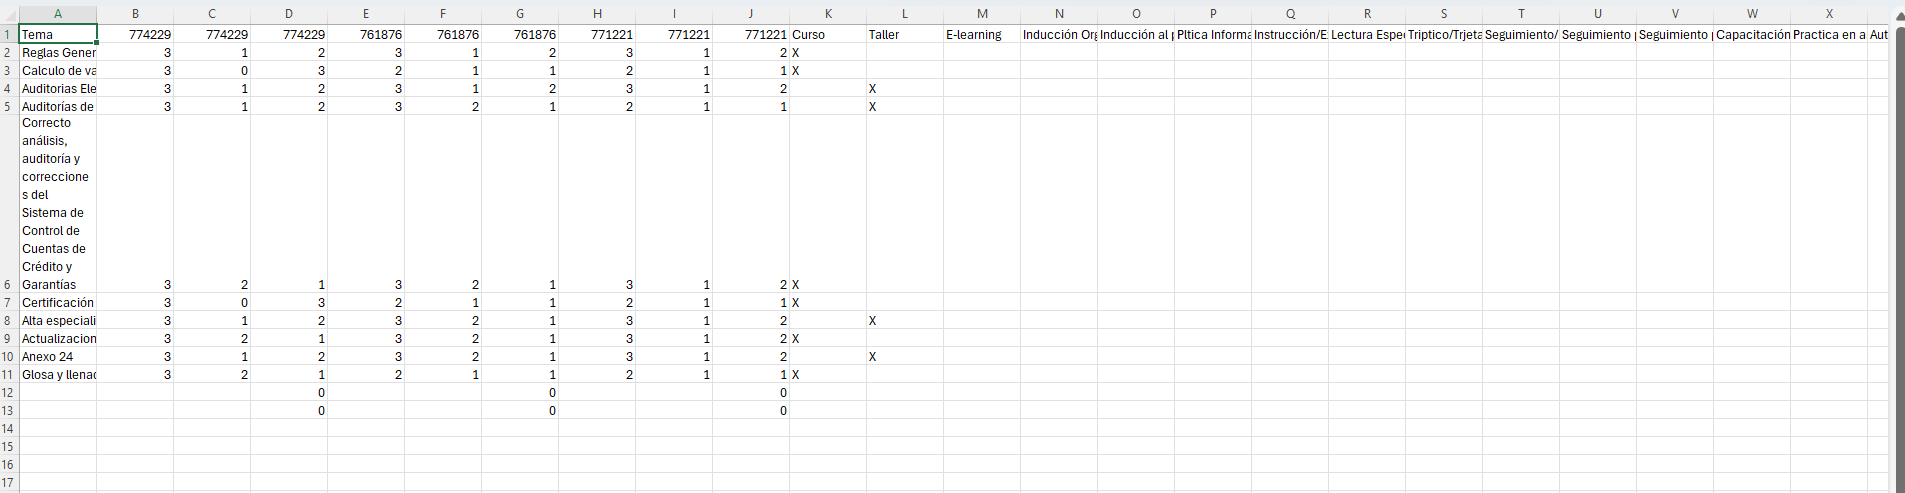 A B C D E F G H I J K L M N O P Q R S T U V W X
1 Tema 774229 774229 774229 761876 761876 761876 771221 771221 771221 Curso Taller E-learning Inducción Org Inducción al p Pltica Informa Instrucción/E Lectura Espe Triptico/Trjeta Seguimiento/ Seguimiento Seguimiento Capacitación Practica en a Aut
2 Reglas Gener 3 1 2 3 1 2 3 1 2 X
3 Calculo de va 3 0 3 2 1 1 2 1 1 X
4 Auditorias Ele 3 1 2 3 1 2 3 1 2 X
5 Auditorías de 3 1 2 3 2 1 2 1 1 X
Correcto
análisis,
auditoría y
correccione
s del
Sistema de
Control de
Cuentas de
Crédito y
6 Garantías 3 2 1 3 2 1 3 1 2 X
7 Certificación 3 0 3 2 1 1 2 1 1 X
8 Alta especiali 3 1 2 3 2 1 3 1 2 X
9 Actualizacion 3 2 1 3 2 1 3 1 2 X
10 Anexo 24 3 1 2 3 2 1 3 1 2 X
11 Glosa y llenad 3 2 1 2 1 1 2 1 1 X
12 0 0 0
13 0 0 0
14
15
16
17